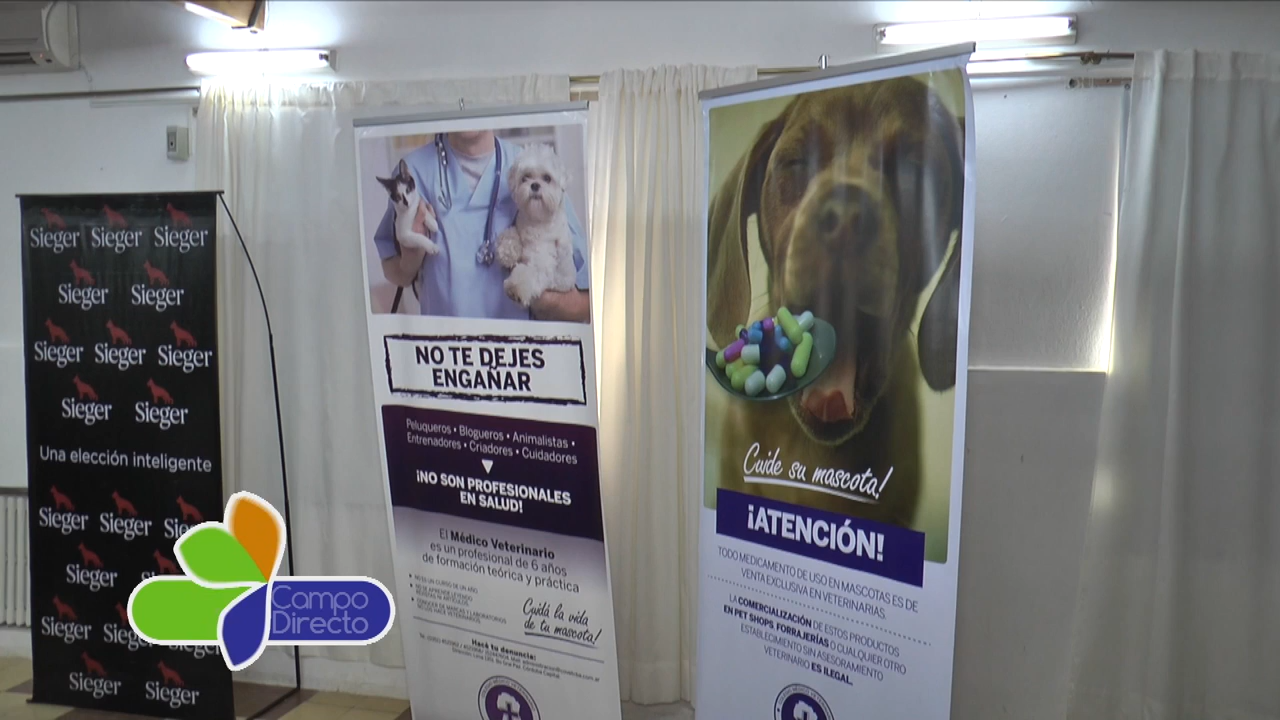 Sieger Sieger Sieger
Sieger Sieger
Sieger Sieger Sieger
Sieger Sieger
Una elección inteligente
Sieger Sieger
Sieger
Sieger
Sieger
NO TE DEJES
ENGAÑAR
Peluqueros • Blogueros • Animalistas •
Entrenadores • Criadores • Cuidadores
¡NO SON PROFESIONALES
EN SALUD!
El Médico Veterinario
es un profesional de 6 años
de formación teórica y práctica
Cuidá la vida
de tu mascota!
Hacé tu denuncia:
Cuide su mascota!
¡ATENCIÓN!
TODO MEDICAMENTO DE USO EN MASCOTAS ES DE
VENTA EXCLUSIVA EN VETERINARIAS.
LA COMERCIALIZACIÓN DE ESTOS PRODUCTOS
EN PET SHOPS, FORRAJERÍAS O CUALQUIER OTRO
ESTABLECIMIENTO SIN ASESORAMIENTO
VETERINARIO ES ILEGAL.
Campo
Directo
Sieger Sieger